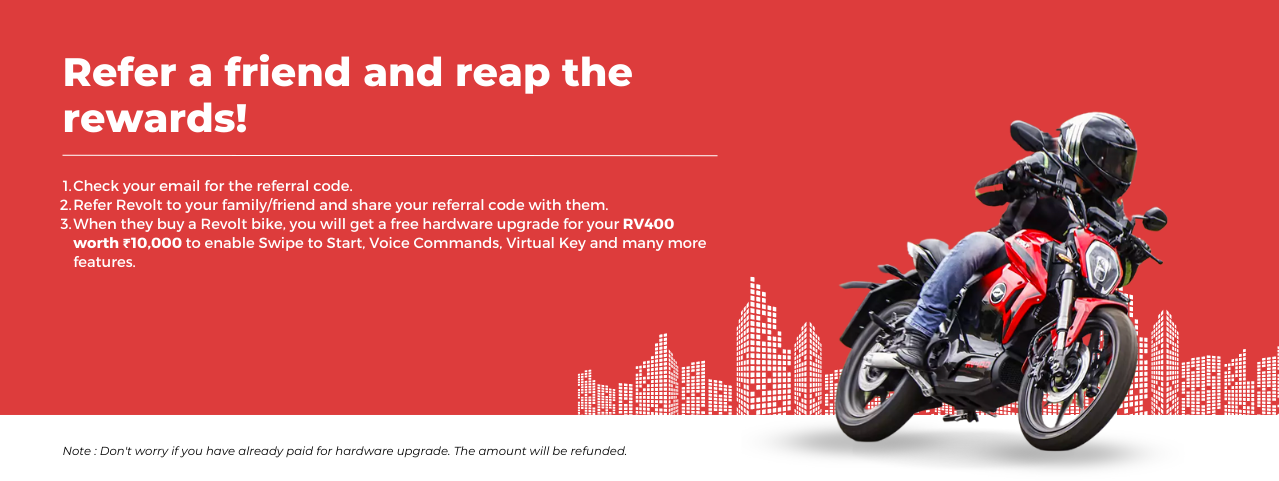 Refer a friend and reap the
rewards!
1. Check your email for the referral code.
2. Refer Revolt to your family/friend and share your referral code with them.
3. When they buy a Revolt bike, you will get a free hardware upgrade for your RV400
worth ₹10,000 to enable Swipe to Start, Voice Commands, Virtual Key and many more
features.
Note : Don't worry if you have already paid for hardware upgrade. The amount will be refunded.